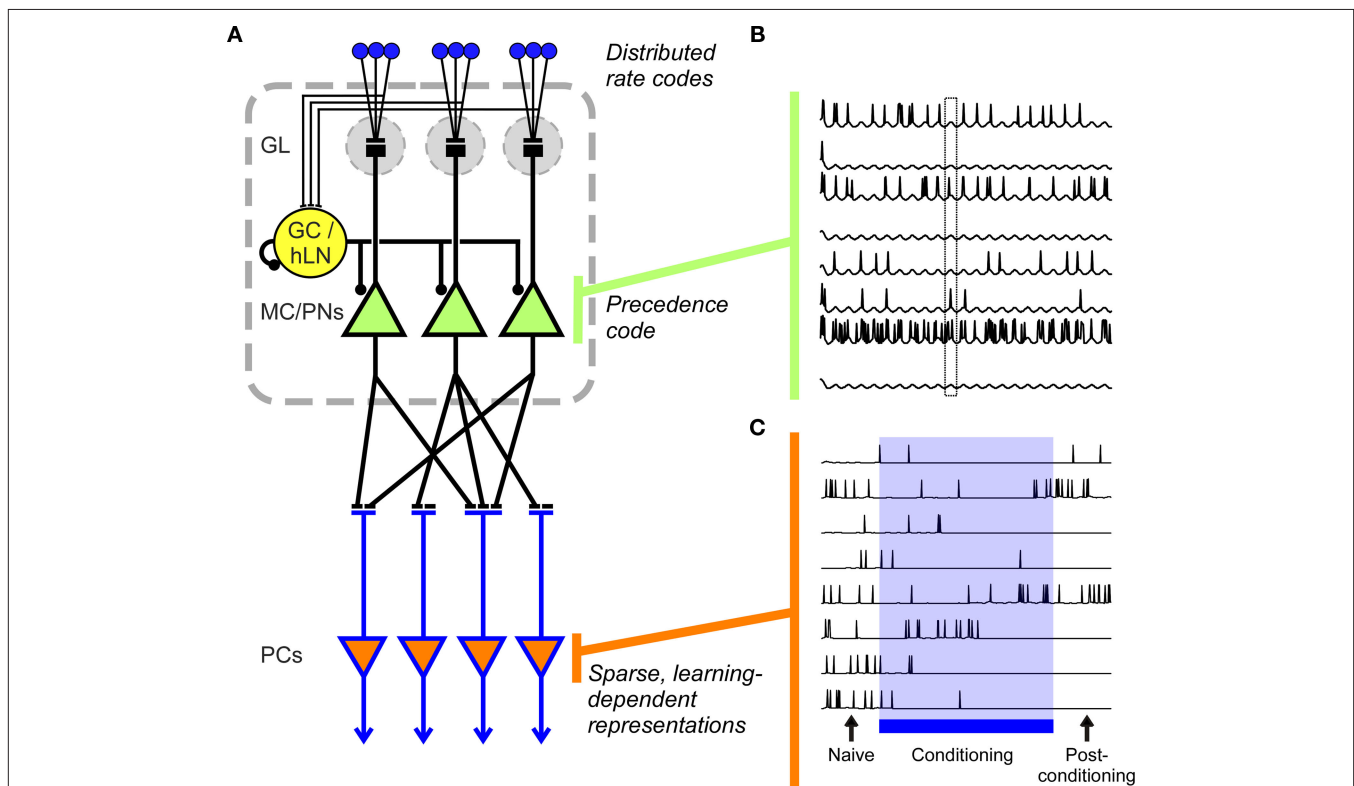 A
Distributed
rate codes
GL
GC /
hLN
MC/PNs
Precedence
code
PCs
Sparse, learning-
dependent
representations
B
C
Naive
Conditioning
Post-
conditioning